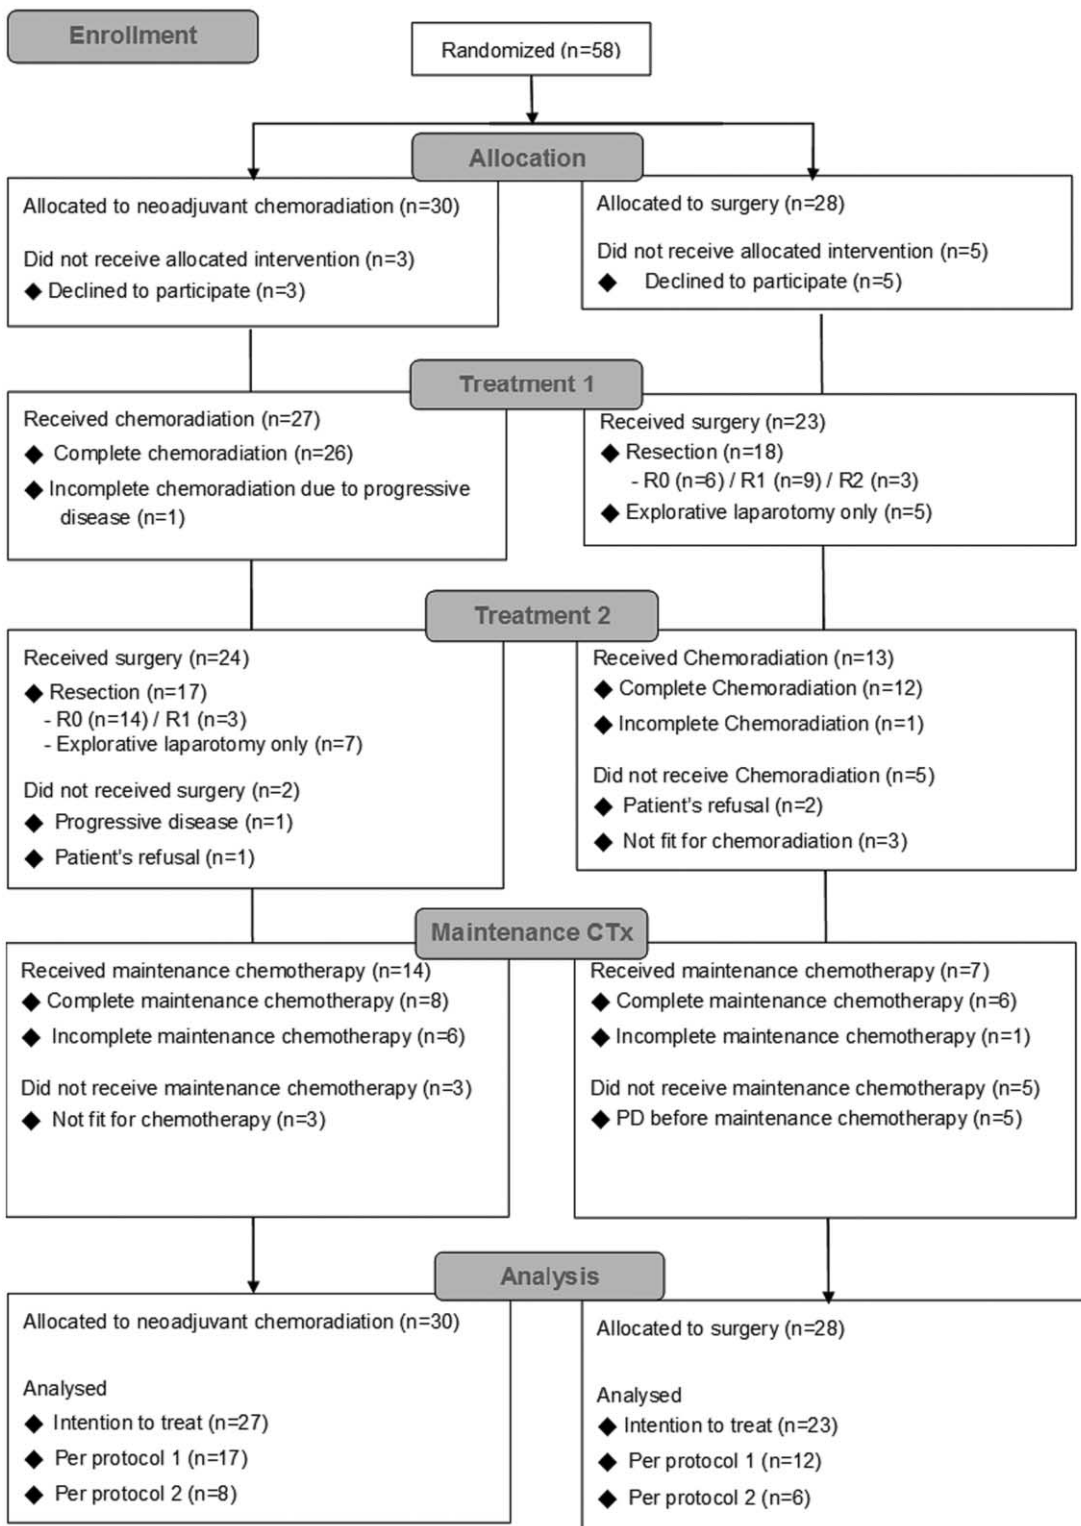 Enrollment
Randomized (n=58)
Allocation
Allocated to neoadjuvant chemoradiation (n=30)
Did not receive allocated intervention (n=3)
◆ Declined to participate (n=3)
Allocated to surgery (n=28)
Did not receive allocated intervention (n=5)
◆ Declined to participate (n=5)
Treatment 1
Received chemoradiation (n=27)
◆ Complete chemoradiation (n=26)
◆ Incomplete chemoradiation due to progressive
disease (n=1)
Received surgery (n=23)
◆ Resection (n=18)
- R0 (n=6) / R1 (n=9) / R2 (n=3)
◆ Explorative laparotomy only (n=5)
Treatment 2
Received surgery (n=24)
◆ Resection (n=17)
- R0 (n=14) / R1 (n=3)
- Explorative laparotomy only (n=7)
Did not received surgery (n=2)
◆ Progressive disease (n=1)
◆ Patient's refusal (n=1)
Received Chemoradiation (n=13)
◆ Complete Chemoradiation (n=12)
◆ Incomplete Chemoradiation (n=1)
Did not receive Chemoradiation (n=5)
◆ Patient's refusal (n=2)
◆ Not fit for chemoradiation (n=3)
Maintenance CTx
Received maintenance chemotherapy (n=14)
◆ Complete maintenance chemotherapy (n=8)
◆ Incomplete maintenance chemotherapy (n=6)
Did not receive maintenance chemotherapy (n=3)
◆ Not fit for chemotherapy (n=3)
Received maintenance chemotherapy (n=7)
◆ Complete maintenance chemotherapy (n=6)
◆ Incomplete maintenance chemotherapy (n=1)
Did not receive maintenance chemotherapy (n=5)
◆ PD before maintenance chemotherapy (n=5)
Analysis
Allocated to neoadjuvant chemoradiation (n=30)
Analysed
◆ Intention to treat (n=27)
◆ Per protocol 1 (n=17)
◆ Per protocol 2 (n=8)
Allocated to surgery (n=28)
Analysed
◆ Intention to treat (n=23)
◆ Per protocol 1 (n=12)
◆ Per protocol 2 (n=6)